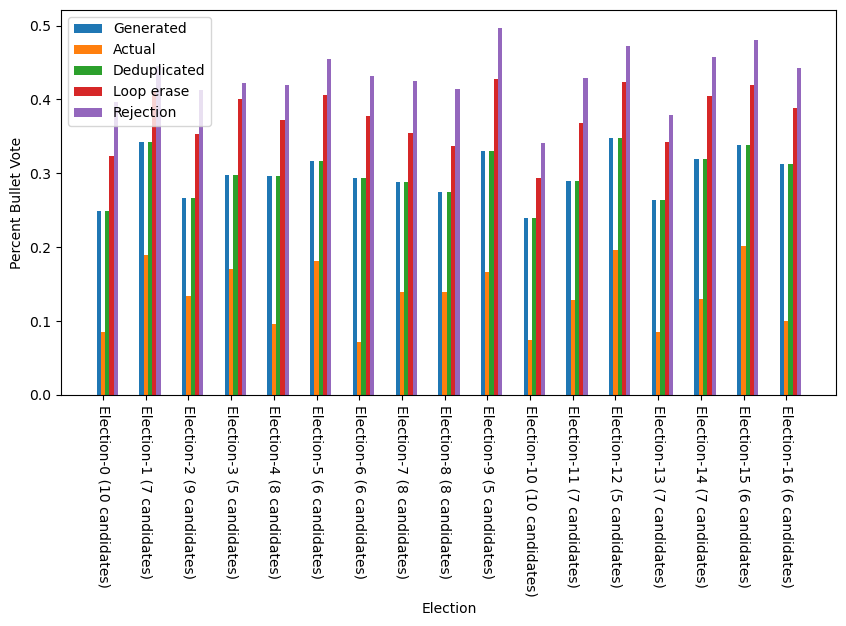 Generated
Actual
Deduplicated
Loop erase
Rejection
0.5
0.4
0.3
0.2
0.1
0.0
Percent Bullet Vote
Election-0 (10 candidates)
Election-1 (7 candidates)
Election-2 (9 candidates)
Election-3 (5 candidates)
Election-4 (8 candidates)
Election-5 (6 candidates)
Election-6 (6 candidates)
Election-7 (8 candidates)
Election-8 (8 candidates)
Election-9 (5 candidates)
Election-10 (10 candidates)
Election-11 (7 candidates)
Election-12 (5 candidates)
Election-13 (7 candidates)
Election-14 (7 candidates)
Election-15 (6 candidates)
Election-16 (6 candidates)
Election